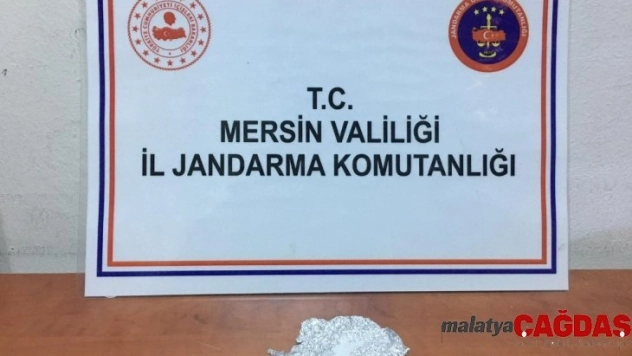 T.C.
MERSİN VALİLİĞİ
İL JANDARMA KOMUTANLIĞI
malatyaÇAĞDAŞ